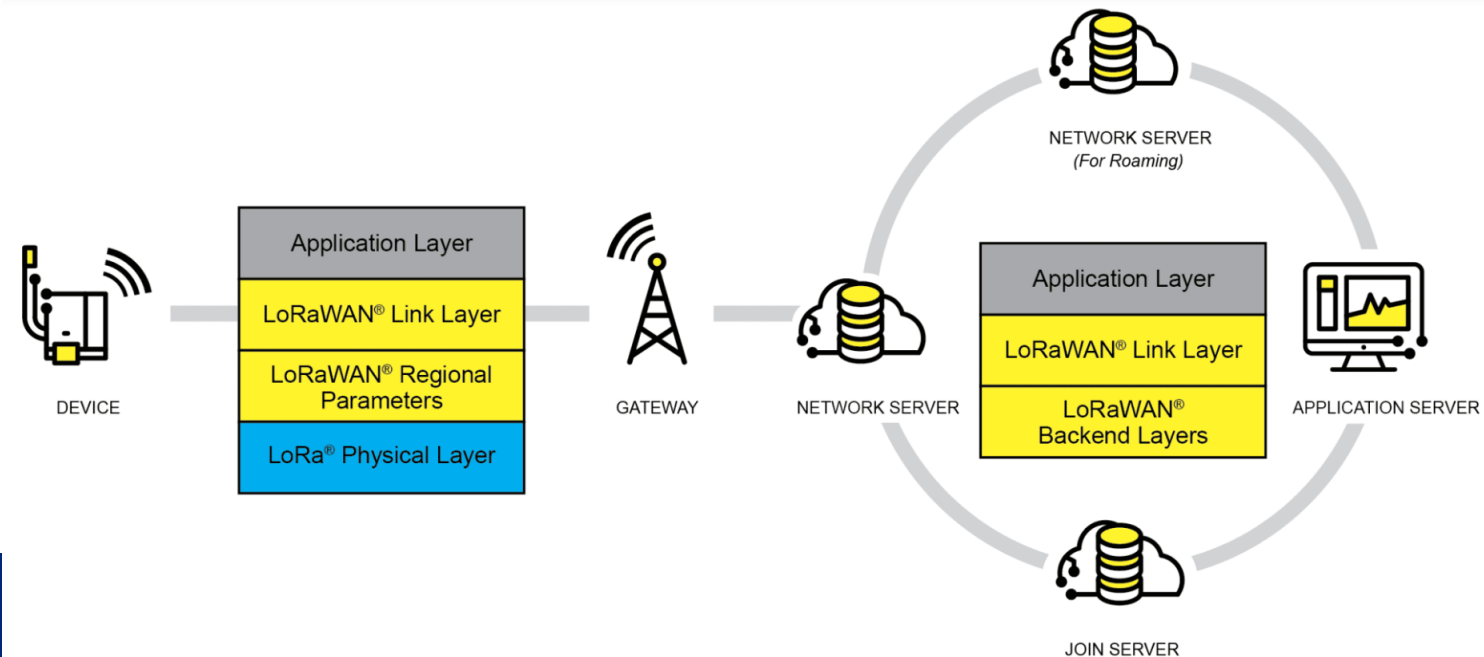 NETWORK SERVER
(For Roaming)
Application Layer
LoRaWAN® Link Layer
LoRaWAN® Regional
Parameters
LoRa® Physical Layer
Application Layer
LoRaWAN® Link Layer
LoRaWAN®
Backend Layers
DEVICE
GATEWAY
NETWORK SERVER
APPLICATION SERVER
JOIN SERVER